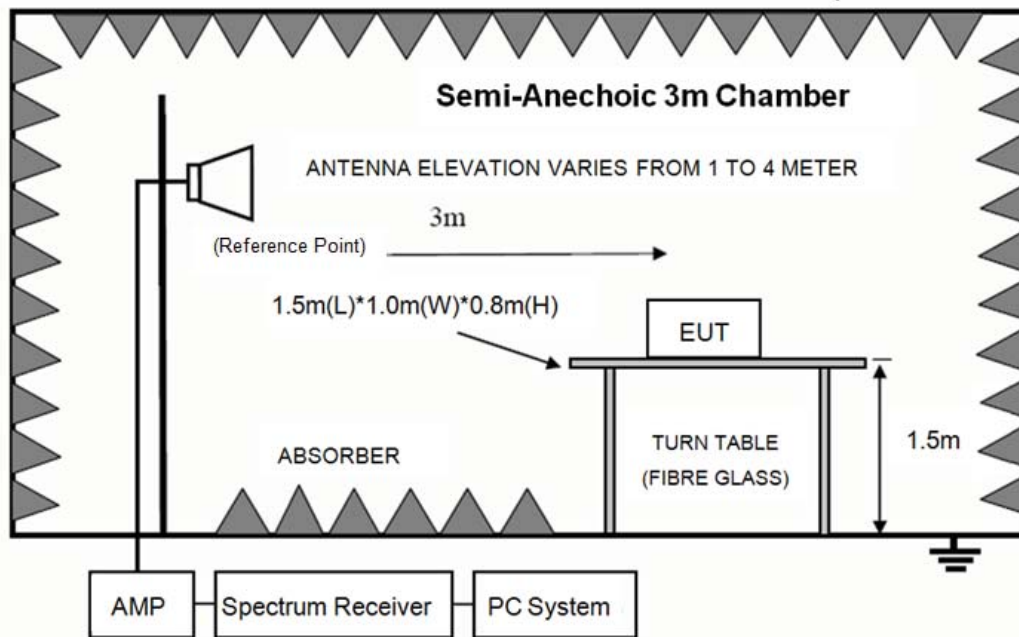 Semi-Anechoic 3m Chamber
ANTENNA ELEVATION VARIES FROM 1 TO 4 METER
3m
(Reference Point)
1.5m(L)*1.0m(W)*0.8m(H)
EUT
1.5m
TURN TABLE
(FIBRE GLASS)
ABSORBER
AMP
Spectrum Receiver
PC System